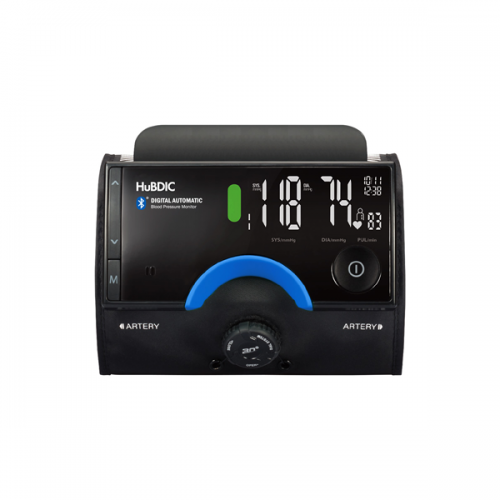 HuBDIC
DIGITAL AUTOMATIC
Blood Pressure Monitor
M
SYS
mmHg
118
DIA
mmHg
74
10/11
12:38
83
SYS/mmHg
DIA/mmHg
PUL/min
ARTERY
ARTERY